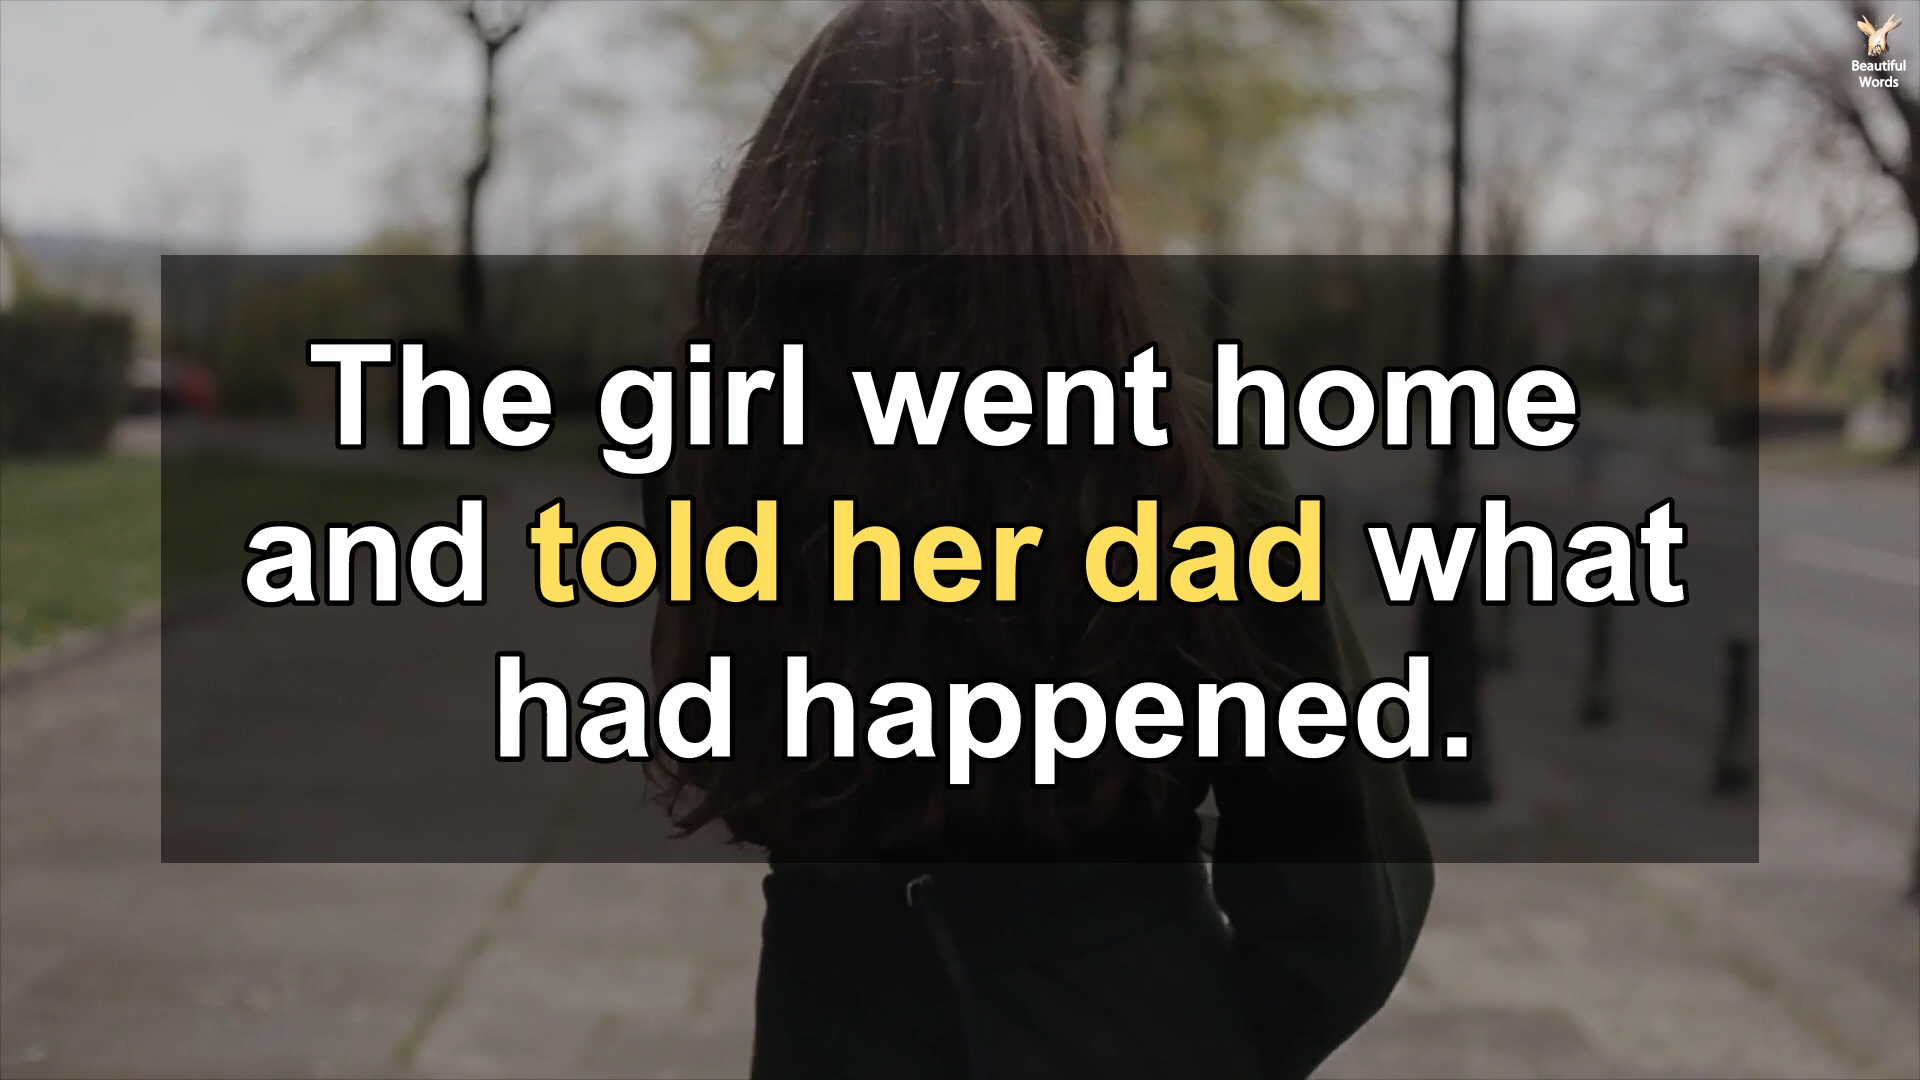 Beautiful
Words
The girl went home
and told her dad what
had happened.